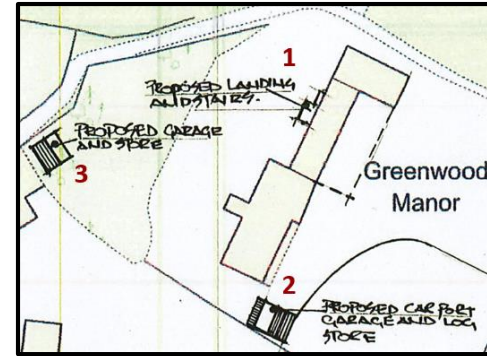 1
PROPOSED LANDING
AND STAIRS.
PROPOSED GARAGE
AND STORE
3
Greenwood
Manor
2
PROPOSED CAR PORT
GARAGE AND LOG
STORE